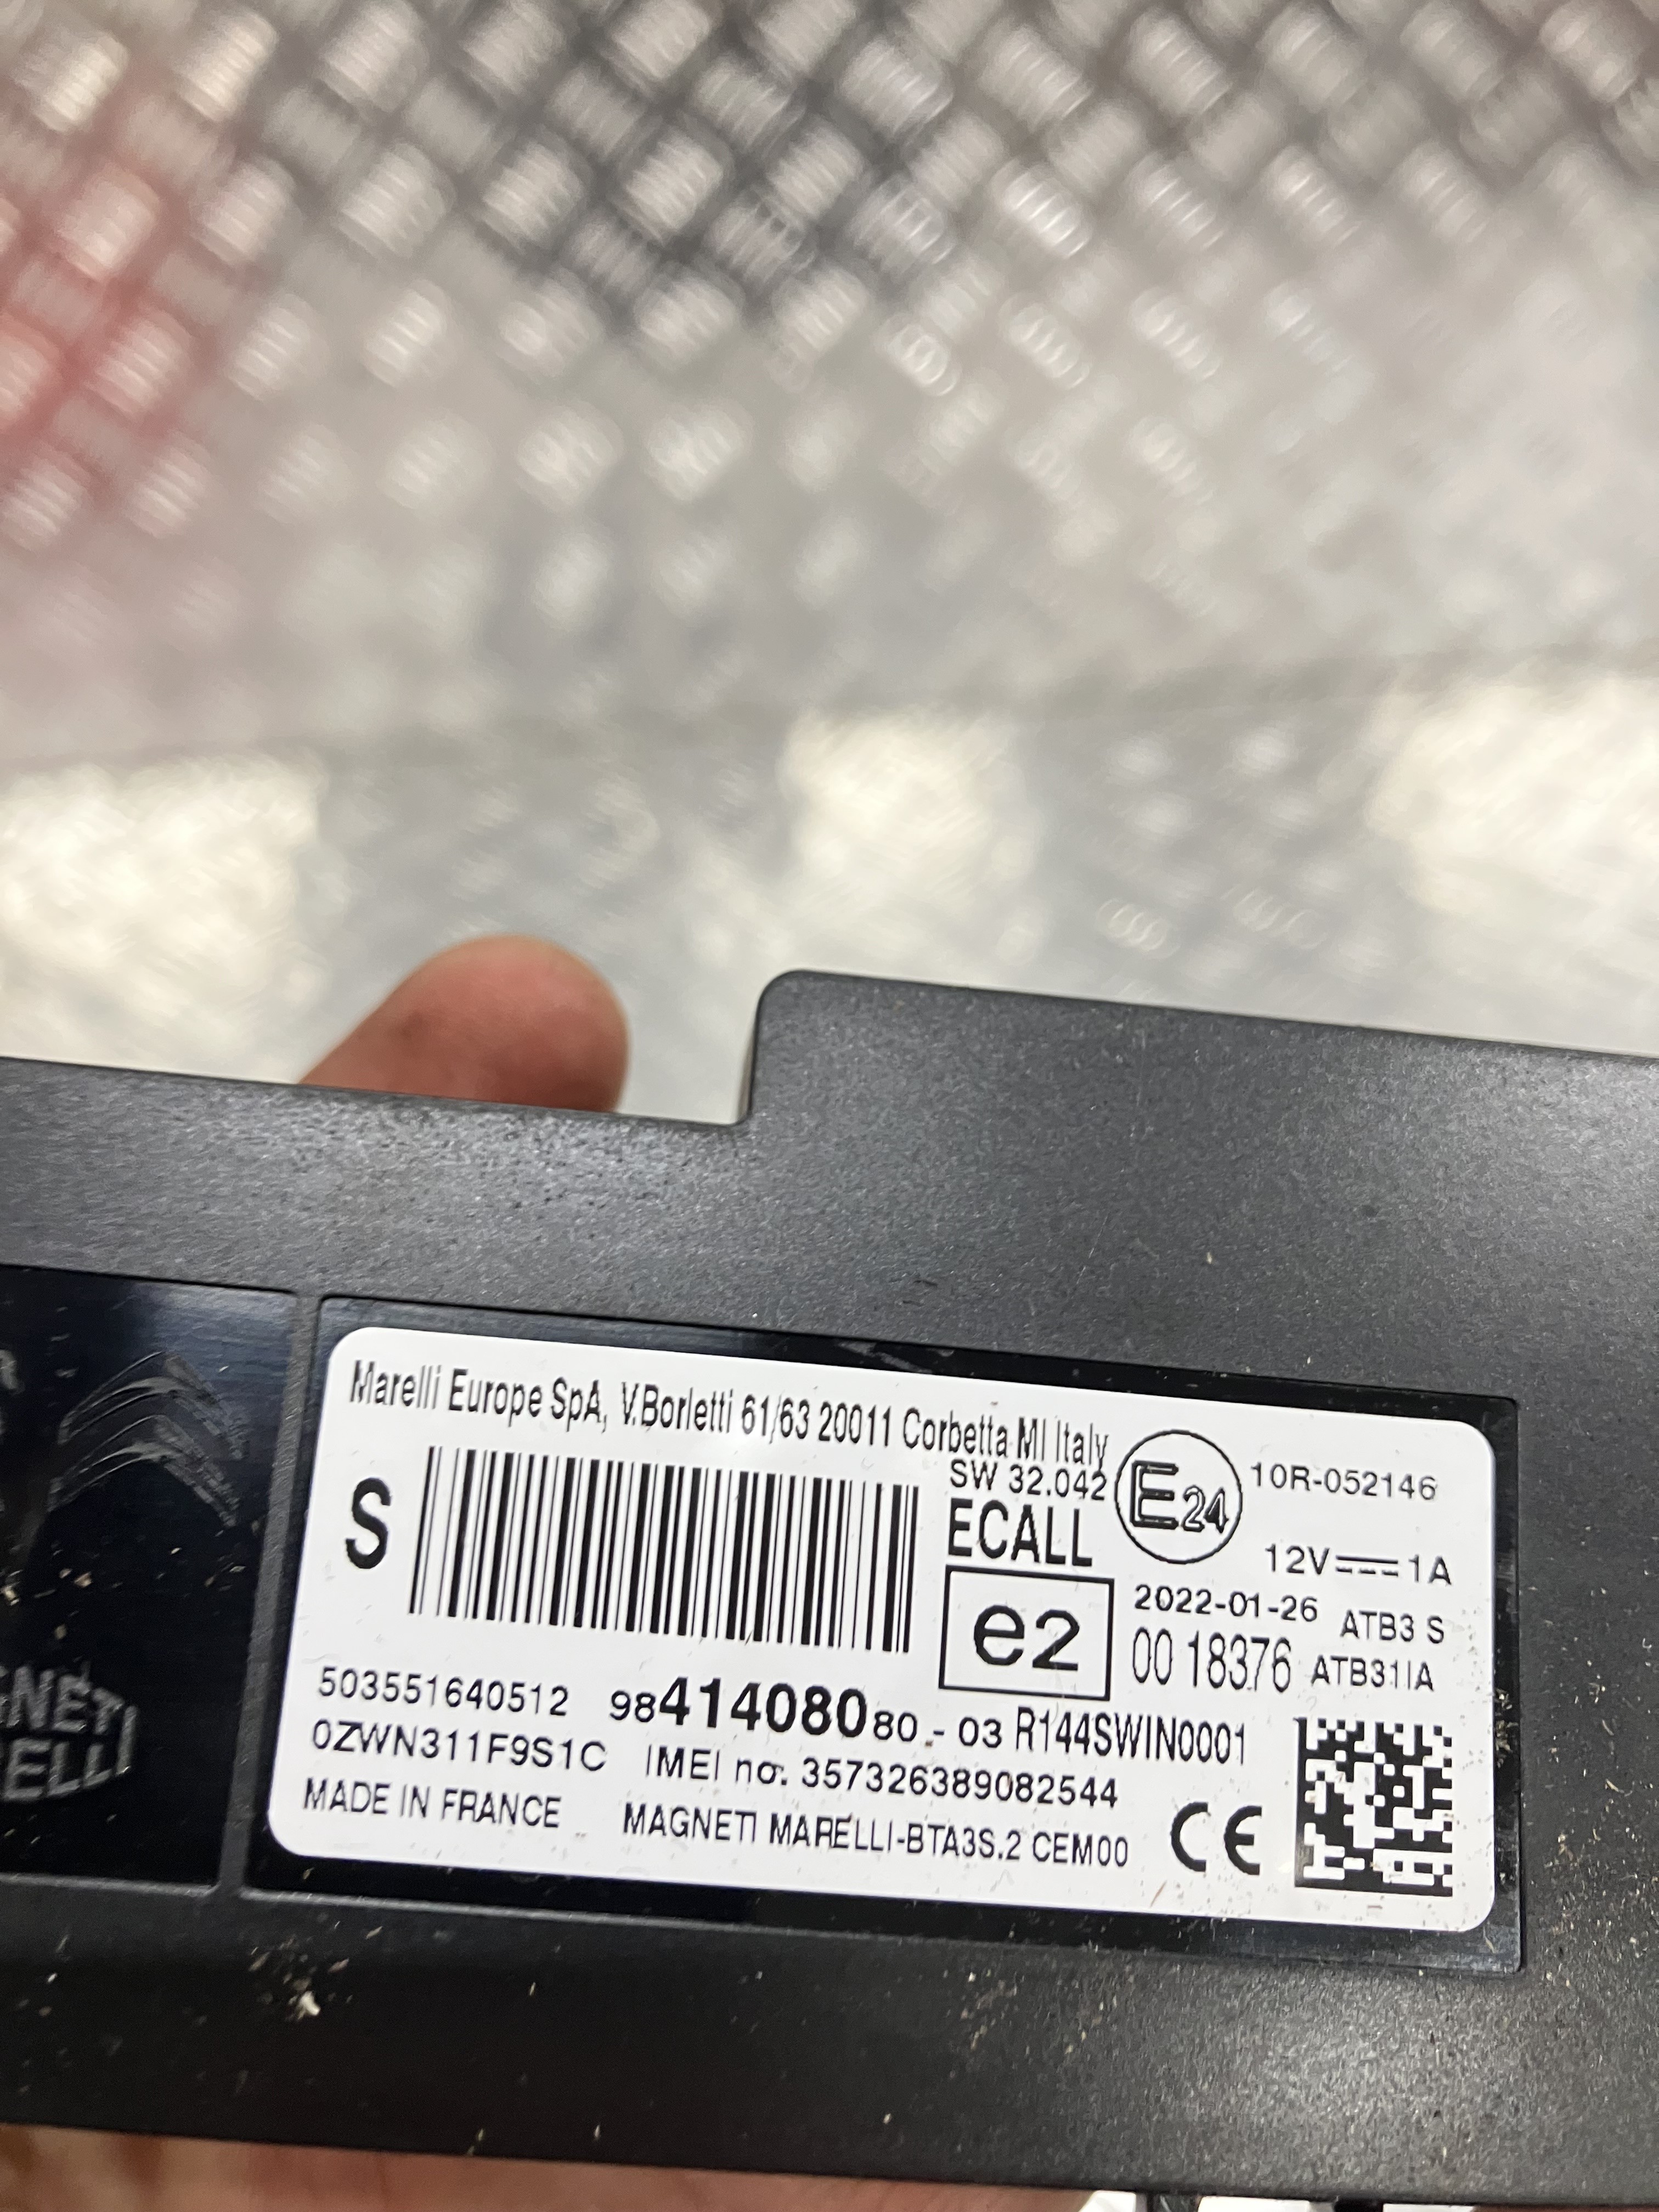 Marelli Europe SpA, V.Borletti 61/63 20011 Corbetta MI Italy
S
SW 32.042
ECALL
E24
10R-052146
12V 1A
e2
2022-01-26 ATB3 S
00 18376 ATB31IA
503551640512 9841408080.- 03 R144SWIN0001
0ZWN311F9S1C IMEI no. 357326389082544
MADE IN FRANCE MAGNETI MARELLI-BTA3S.2 CEM00
CE